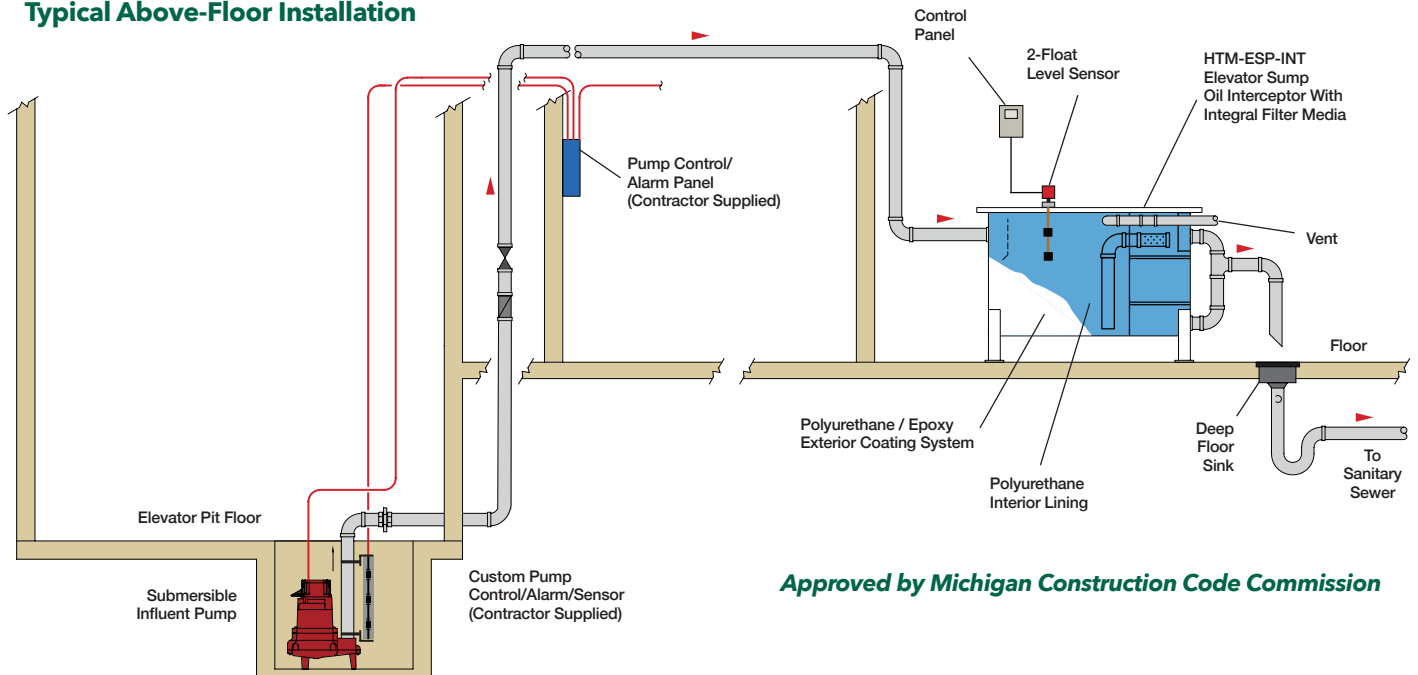 Typical Above-Floor Installation
Control
Panel
2-Float
Level Sensor
HTM-ESP-INT
Elevator Sump
Oil Interceptor With
Integral Filter Media
Pump Control/
Alarm Panel
(Contractor Supplied)
Vent
Floor
Polyurethane / Epoxy
Exterior Coating System
Polyurethane
Interior Lining
Deep
Floor
Sink
To
Sanitary
Sewer
Elevator Pit Floor
Submersible
Influent Pump
Custom Pump
Control/Alarm/Sensor
(Contractor Supplied)
Approved by Michigan Construction Code Commission